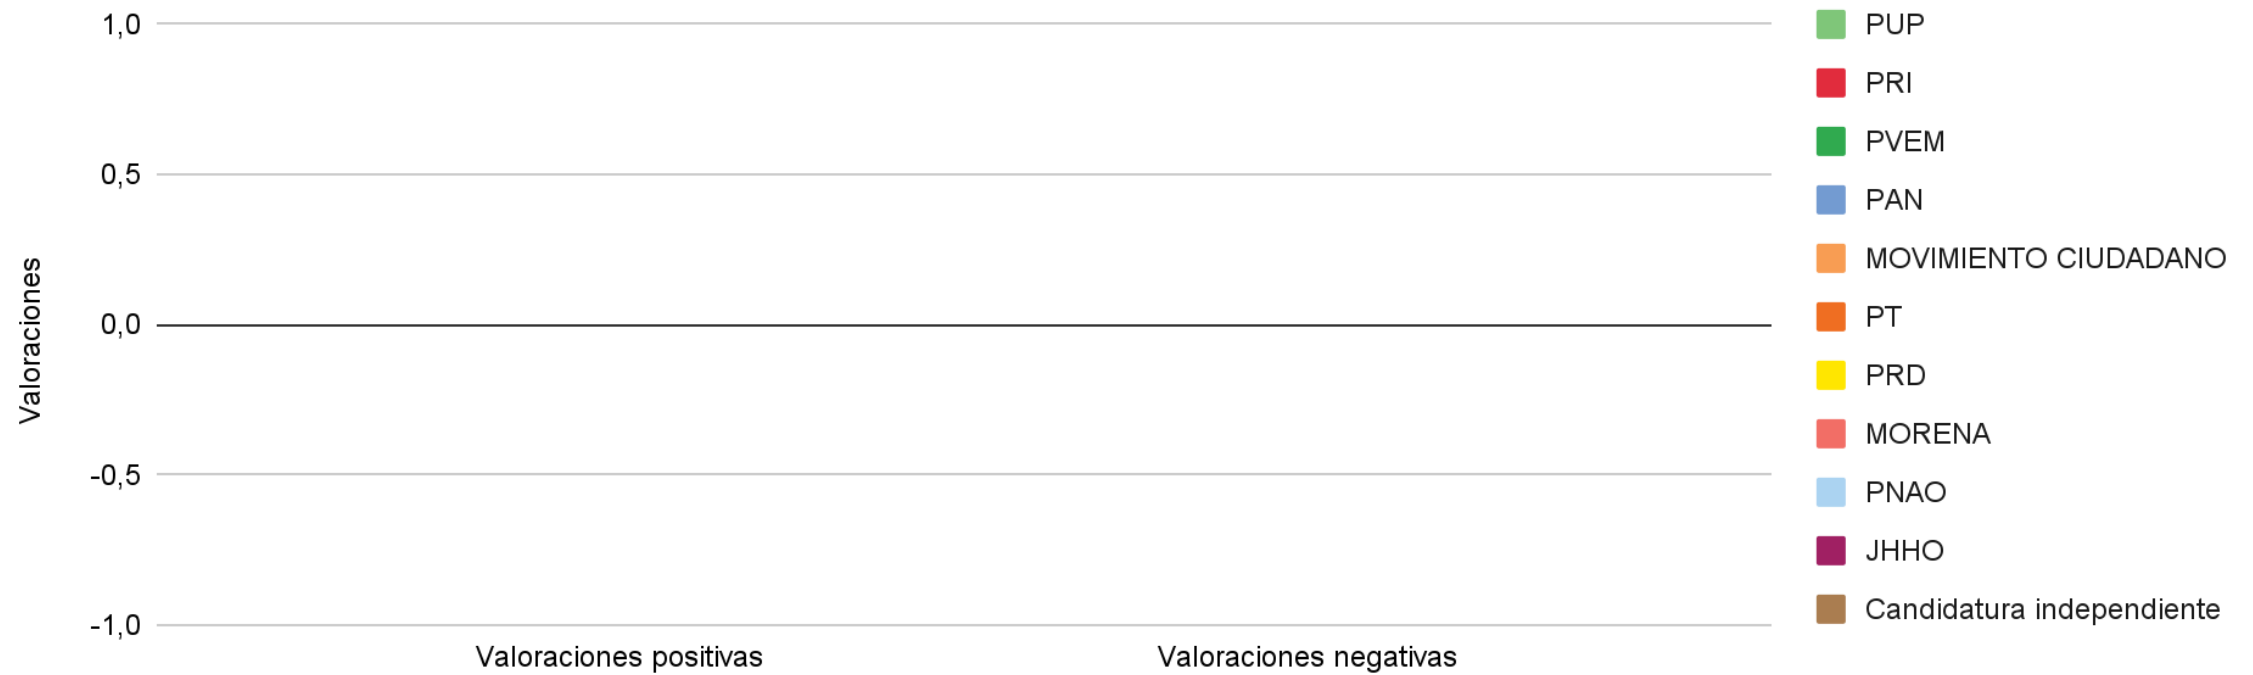 1,0
0,5
0,0
-0,5
-1,0
Valoraciones
Valoraciones positivas
Valoraciones negativas
PUP
PRI
PVEM
PAN
MOVIMIENTO CIUDADANO
PT
PRD
MORENA
PNAO
JHHO
Candidatura independiente